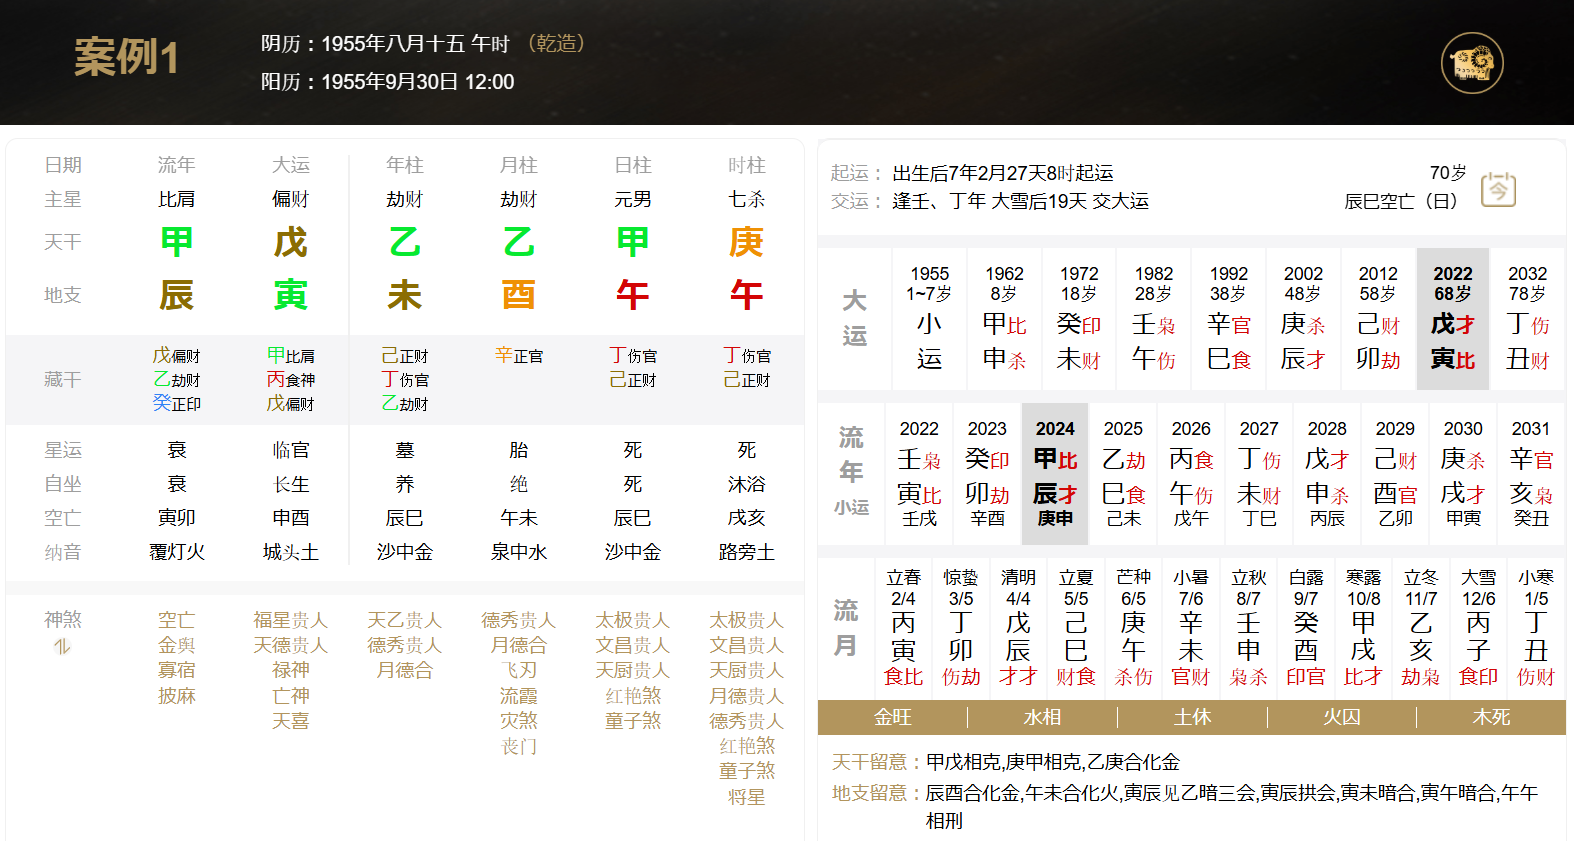 案例1
阴历：1955年八月十五 午时 （乾造）
阳历：1955年9月30日 12:00
日期 流年 大运 年柱 月柱 日柱 时柱
主星 比肩 偏财 劫财 劫财 元男 七杀
天干 甲 戊 乙 乙 甲 庚
地支 辰 寅 未 酉 午 午
藏干
戊偏财 甲比肩 己正财 辛正官 丁伤官 丁伤官
乙劫财 丙食神 丁伤官 己正财 己正财
癸正印 戊偏财 乙劫财
星运 衰 临官 墓 胎 死 死
自坐 衰 长生 养 绝 死 沐浴
空亡 寅卯 申酉 辰巳 午未 辰巳 戌亥
纳音 覆灯火 城头土 沙中金 泉中水 沙中金 路旁土
神煞 空亡 福星贵人 天乙贵人 德秀贵人 太极贵人 太极贵人
金舆 天德贵人 德秀贵人 月德合 文昌贵人 文昌贵人
寡宿 禄神 月德合 飞刃 天厨贵人 天厨贵人
披麻 亡神 流霞 红艳煞 月德贵人
天喜 灾煞 童子煞 德秀贵人
丧门 红艳煞
童子煞
将星
起运：出生后7年2月27天8时起运 70岁
交运：逢壬、丁年 大雪后19天 交大运 辰巳空亡（日）
今
大运
1955 1962 1972 1982 1992 2002 2012 2022 2032
1~7岁 8岁 18岁 28岁 38岁 48岁 58岁 68岁 78岁
小 甲比 癸印 壬枭 辛官 庚杀 己财 戊才 丁伤
运 申杀 未财 午伤 巳食 辰才 卯劫 寅比 丑财
流年
小运
2022 2023 2024 2025 2026 2027 2028 2029 2030 2031
壬枭 癸印 甲比 乙劫 丙食 丁伤 戊才 己财 庚杀 辛官
寅比 卯劫 辰才 巳食 午伤 未财 申杀 酉官 戌才 亥枭
壬戌 辛酉 庚申 己未 戊午 丁巳 丙辰 乙卯 甲寅 癸丑
流月
立春 惊蛰 清明 立夏 芒种 小暑 立秋 白露 寒露 立冬 大雪 小寒
2/4 3/5 4/4 5/5 6/5 7/6 8/7 9/7 10/8 11/7 12/6 1/5
丙 丁 戊 己 庚 辛 壬 癸 甲 乙 丙 丁
寅 卯 辰 巳 午 未 申 酉 戌 亥 子 丑
食比 伤劫 才才 财食 杀伤 官财 枭杀 印官 比才 劫枭 食印 伤财
金旺 水相 土休 火囚 木死
天干留意：甲戊相克,庚甲相克,乙庚合化金
地支留意：辰酉合化金,午未合化火,寅辰见乙暗三会,寅辰拱会,寅未暗合,寅午暗合,午午
相刑